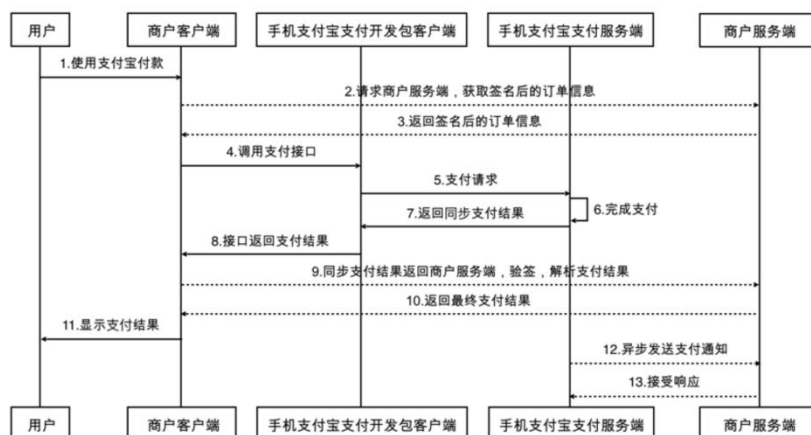 用户
商户客户端
手机支付宝支付开发包客户端
手机支付宝支付服务端
商户服务端
1.使用支付宝付款
2.请求商户服务端，获取签名后的订单信息
3.返回签名后的订单信息
4.调用支付接口
5.支付请求
6.完成支付
7.返回同步支付结果
8.接口返回支付结果
9.同步支付结果返回商户服务端，验签，解析支付结果
10.返回最终支付结果
11.显示支付结果
12.异步发送支付通知
13.接受响应
用户
商户客户端
手机支付宝支付开发包客户端
手机支付宝支付服务端
商户服务端